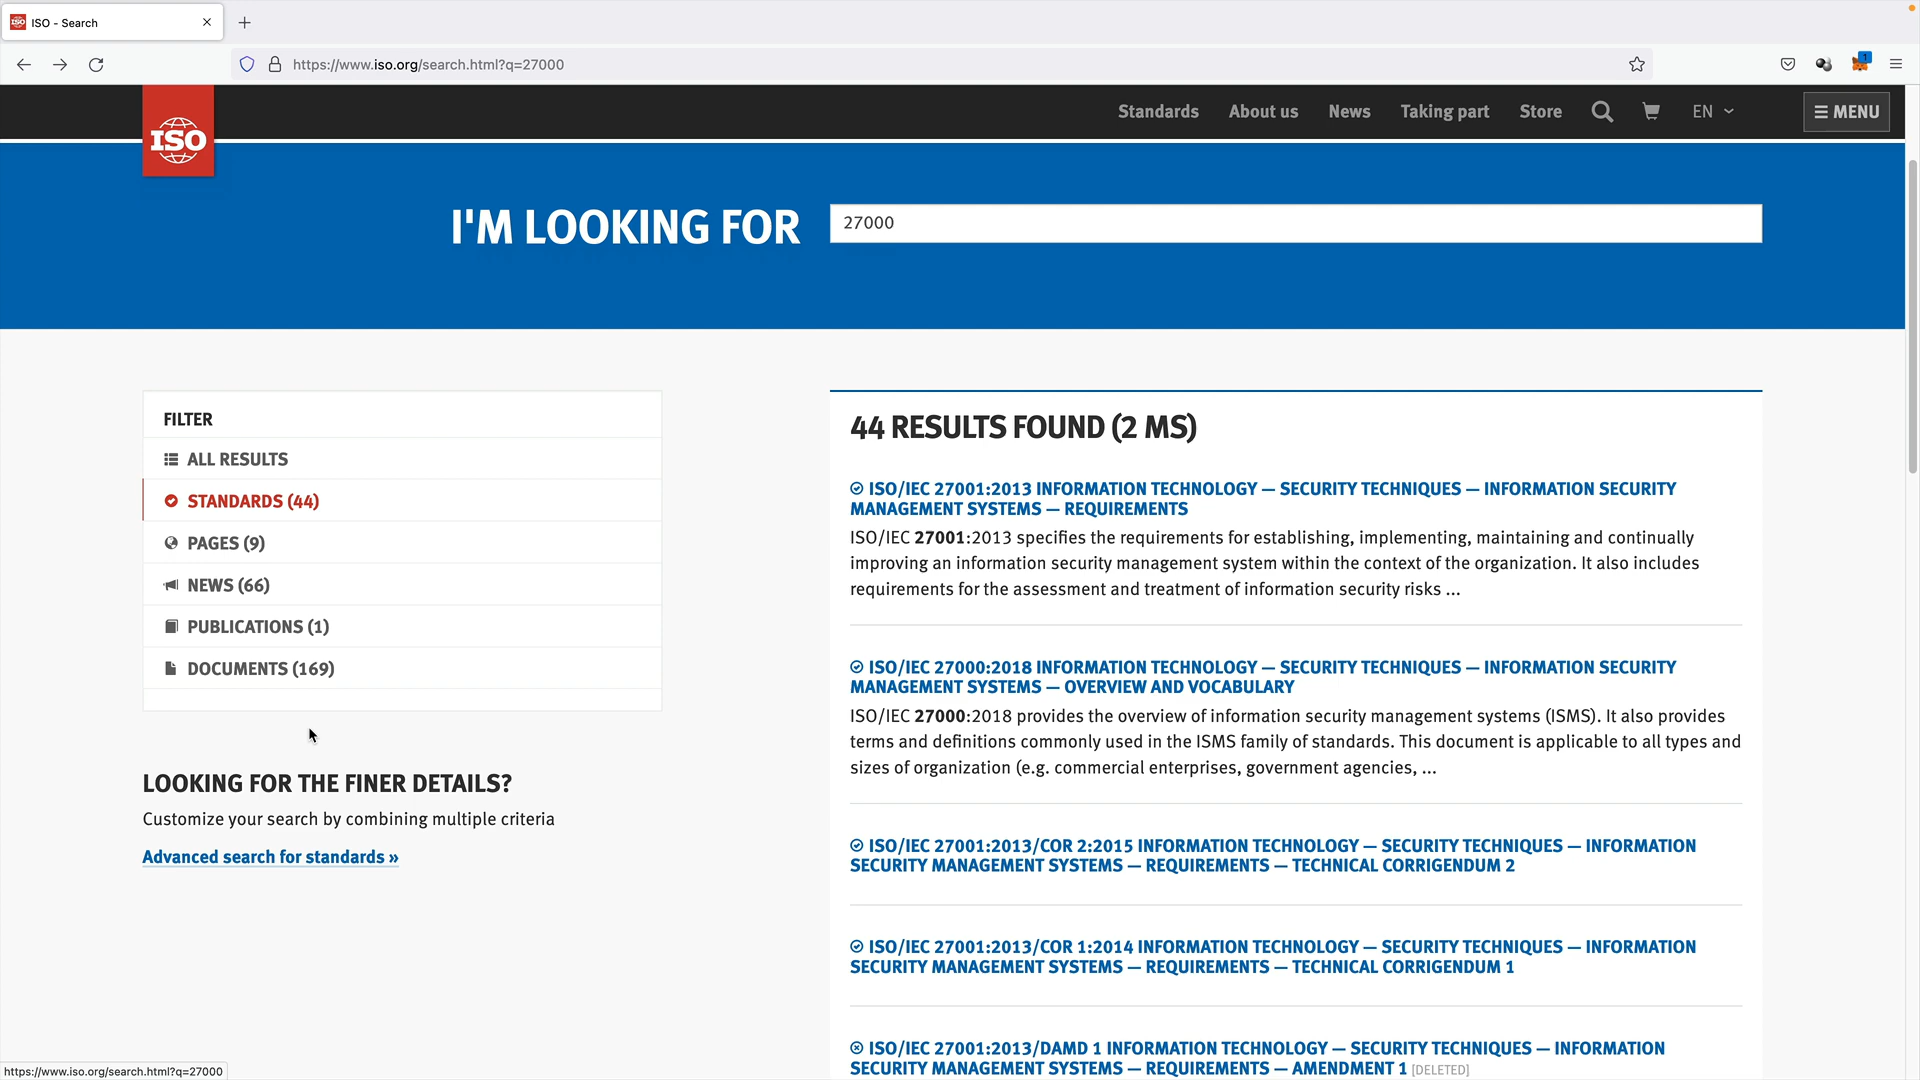 ISO - Search
https://www.iso.org/search.html?q=27000
1
ISO
Standards
About us
News
Taking part
Store
EN
MENU
I'M LOOKING FOR
27000
FILTER
ALL RESULTS
STANDARDS (44)
PAGES (9)
NEWS (66)
PUBLICATIONS (1)
DOCUMENTS (169)
LOOKING FOR THE FINER DETAILS?
Customize your search by combining multiple criteria
Advanced search for standards »
44 RESULTS FOUND (2 MS)
ISO/IEC 27001:2013 INFORMATION TECHNOLOGY — SECURITY TECHNIQUES — INFORMATION SECURITY
MANAGEMENT SYSTEMS — REQUIREMENTS
ISO/IEC 27001:2013 specifies the requirements for establishing, implementing, maintaining and continually
improving an information security management system within the context of the organization. It also includes
requirements for the assessment and treatment of information security risks ...
ISO/IEC 27000:2018 INFORMATION TECHNOLOGY — SECURITY TECHNIQUES — INFORMATION SECURITY
MANAGEMENT SYSTEMS — OVERVIEW AND VOCABULARY
ISO/IEC 27000:2018 provides the overview of information security management systems (ISMS). It also provides
terms and definitions commonly used in the ISMS family of standards. This document is applicable to all types and
sizes of organization (e.g. commercial enterprises, government agencies, ...
ISO/IEC 27001:2013/COR 2:2015 INFORMATION TECHNOLOGY — SECURITY TECHNIQUES — INFORMATION
SECURITY MANAGEMENT SYSTEMS — REQUIREMENTS — TECHNICAL CORRIGENDUM 2
ISO/IEC 27001:2013/COR 1:2014 INFORMATION TECHNOLOGY — SECURITY TECHNIQUES — INFORMATION
SECURITY MANAGEMENT SYSTEMS — REQUIREMENTS — TECHNICAL CORRIGENDUM 1
ISO/IEC 27001:2013/DAMD 1 INFORMATION TECHNOLOGY — SECURITY TECHNIQUES — INFORMATION
SECURITY MANAGEMENT SYSTEMS — REQUIREMENTS — AMENDMENT 1 [DELETED]
https://www.iso.org/search.html?q=27000